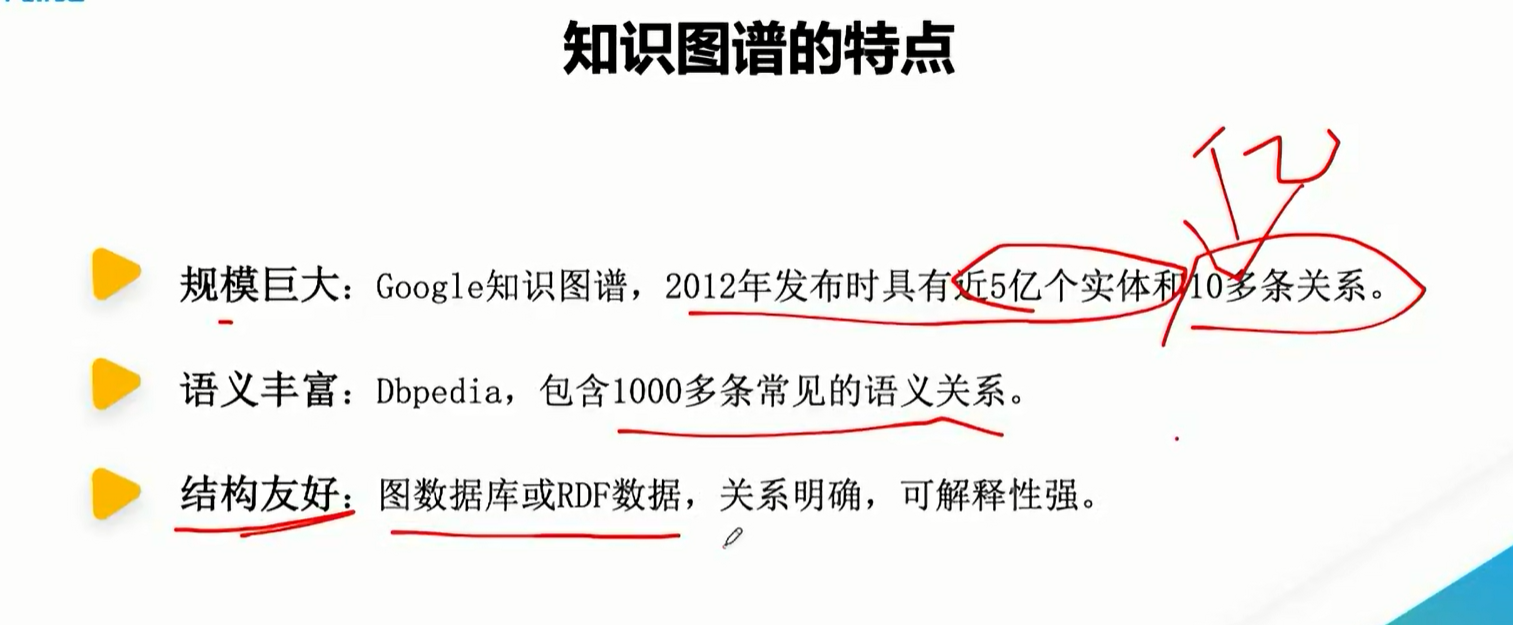 知识图谱的特点
亿
规模巨大：Google知识图谱，2012年发布时具有近5亿个实体和10多条关系。
语义丰富：Dbpedia，包含1000多条常见的语义关系。
结构友好：图数据库或RDF数据，关系明确，可解释性强。